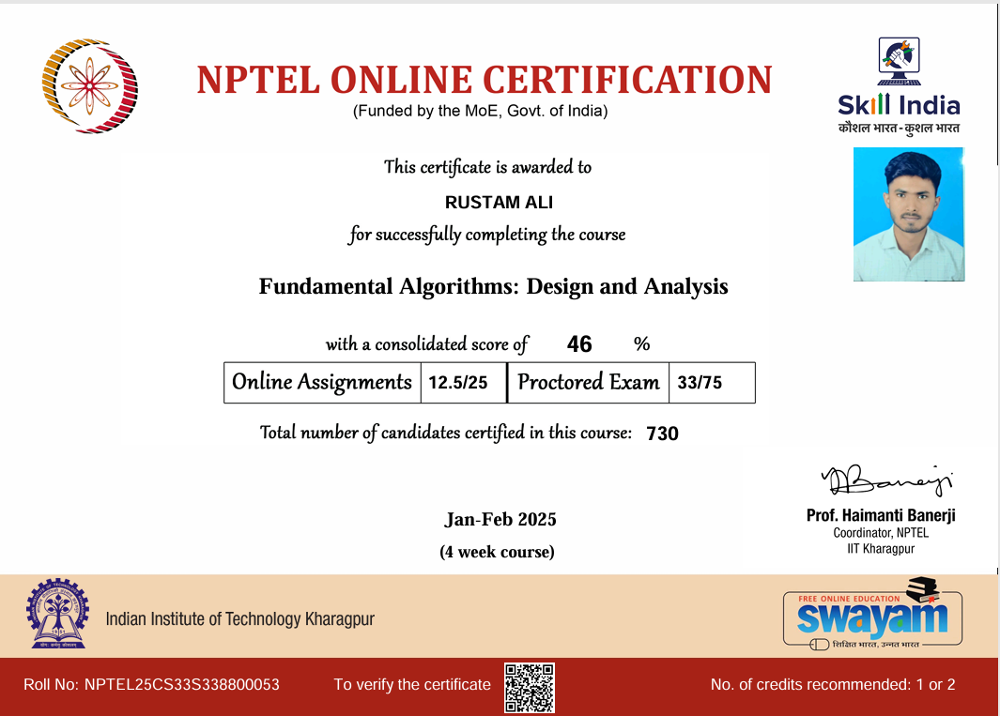 NPTEL ONLINE CERTIFICATION
(Funded by the MoE, Govt. of India)
Skill India
कौशल भारत - कुशल भारत
This certificate is awarded to
RUSTAM ALI
for successfully completing the course
Fundamental Algorithms: Design and Analysis
with a consolidated score of 46 %
Online Assignments 12.5/25 Proctored Exam 33/75
Total number of candidates certified in this course: 730
Jan-Feb 2025
(4 week course)
Prof. Haimanti Banerji
Coordinator, NPTEL
IIT Kharagpur
Indian Institute of Technology Kharagpur
FREE ONLINE EDUCATION
swayam
शिक्षित भारत, उन्नत भारत
Roll No: NPTEL25CS33S338800053 To verify the certificate No. of credits recommended: 1 or 2